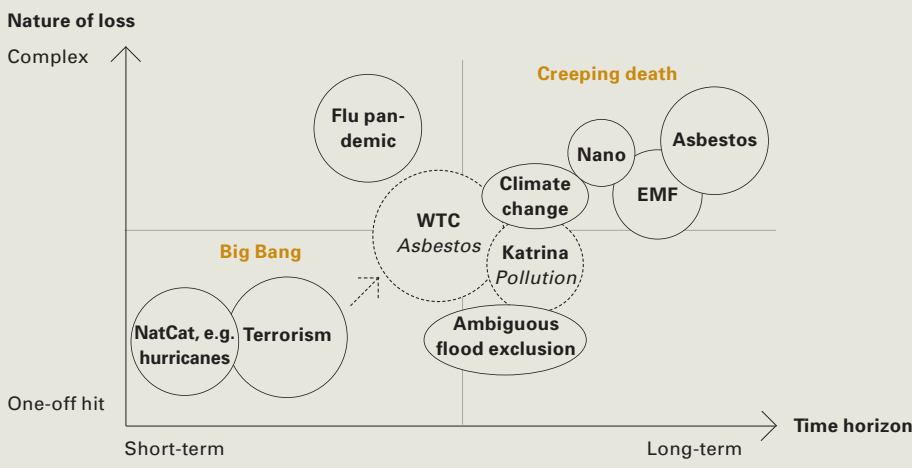 Nature of loss
Complex
Creeping death
Flu pan-
demic
Asbestos
Nano
Climate
change
EMF
WTC
Asbestos
Big Bang
Katrina
Pollution
NatCat, e.g.
hurricanes
Terrorism
Ambiguous
flood exclusion
One-off hit
Time horizon
Short-term
Long-term